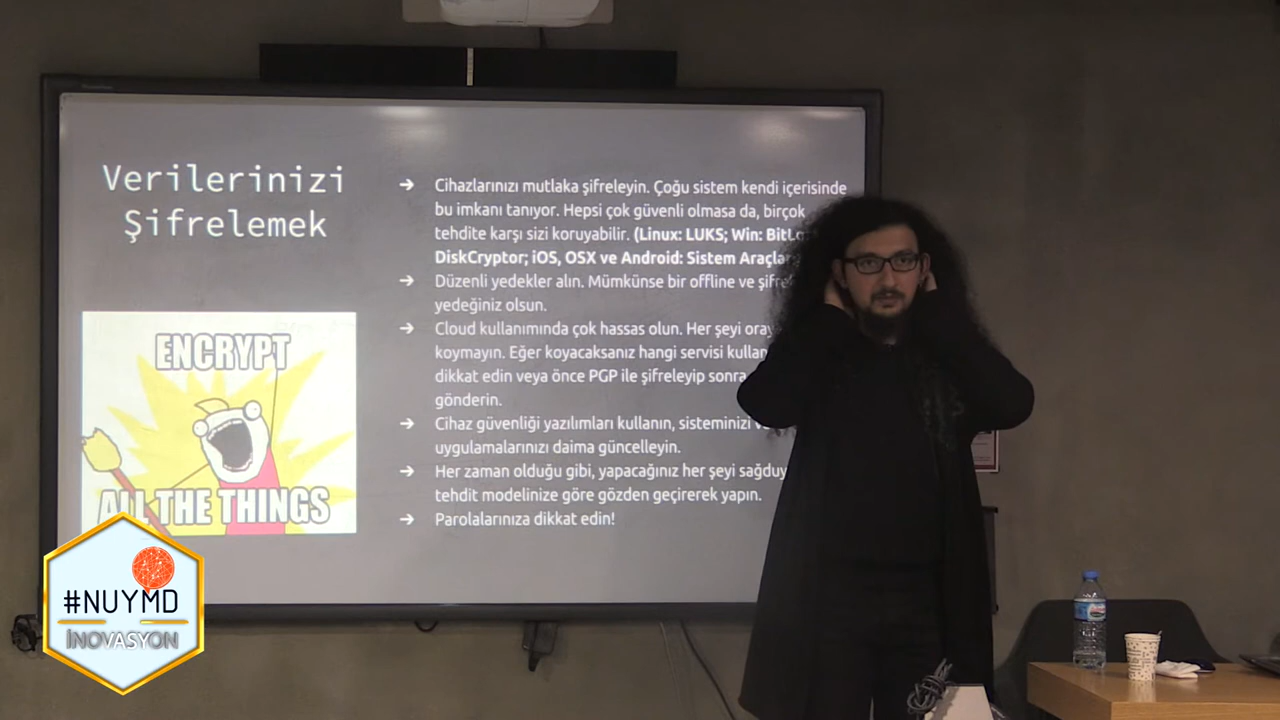 Verilerinizi
Şifrelemek
→ Cihazlarınızı mutlaka şifreleyin. Çoğu sistem kendi içerisinde
bu imkanı tanıyor. Hepsi çok güvenli olmasa da, birçok
tehdite karşı sizi koruyabilir. (Linux: LUKS; Win:
DiskCryptor; iOS, OSX ve Android: Sistem
→ Düzenli yedekler alın. Mümkünse bir offline ve
yedeğiniz olsun.
→ Cloud kullanımında çok hassas olun. Her şeyi
koymayın. Eğer koyacaksanız hangi servisi
dikkat edin veya önce PGP ile şifreleyip sonra
gönderin.
→ Cihaz güvenliği yazılımları kullanın, sisteminizi
uygulamalarınızı daima güncelleyin.
→ Her zaman olduğu gibi, yapacağınız her şeyi
tehdit modelinize göre gözden geçirerek yapın.
→ Parolalarınıza dikkat edin!
ENCRYPT
ALL THE THINGS
#NUYMD
İNOVASYON